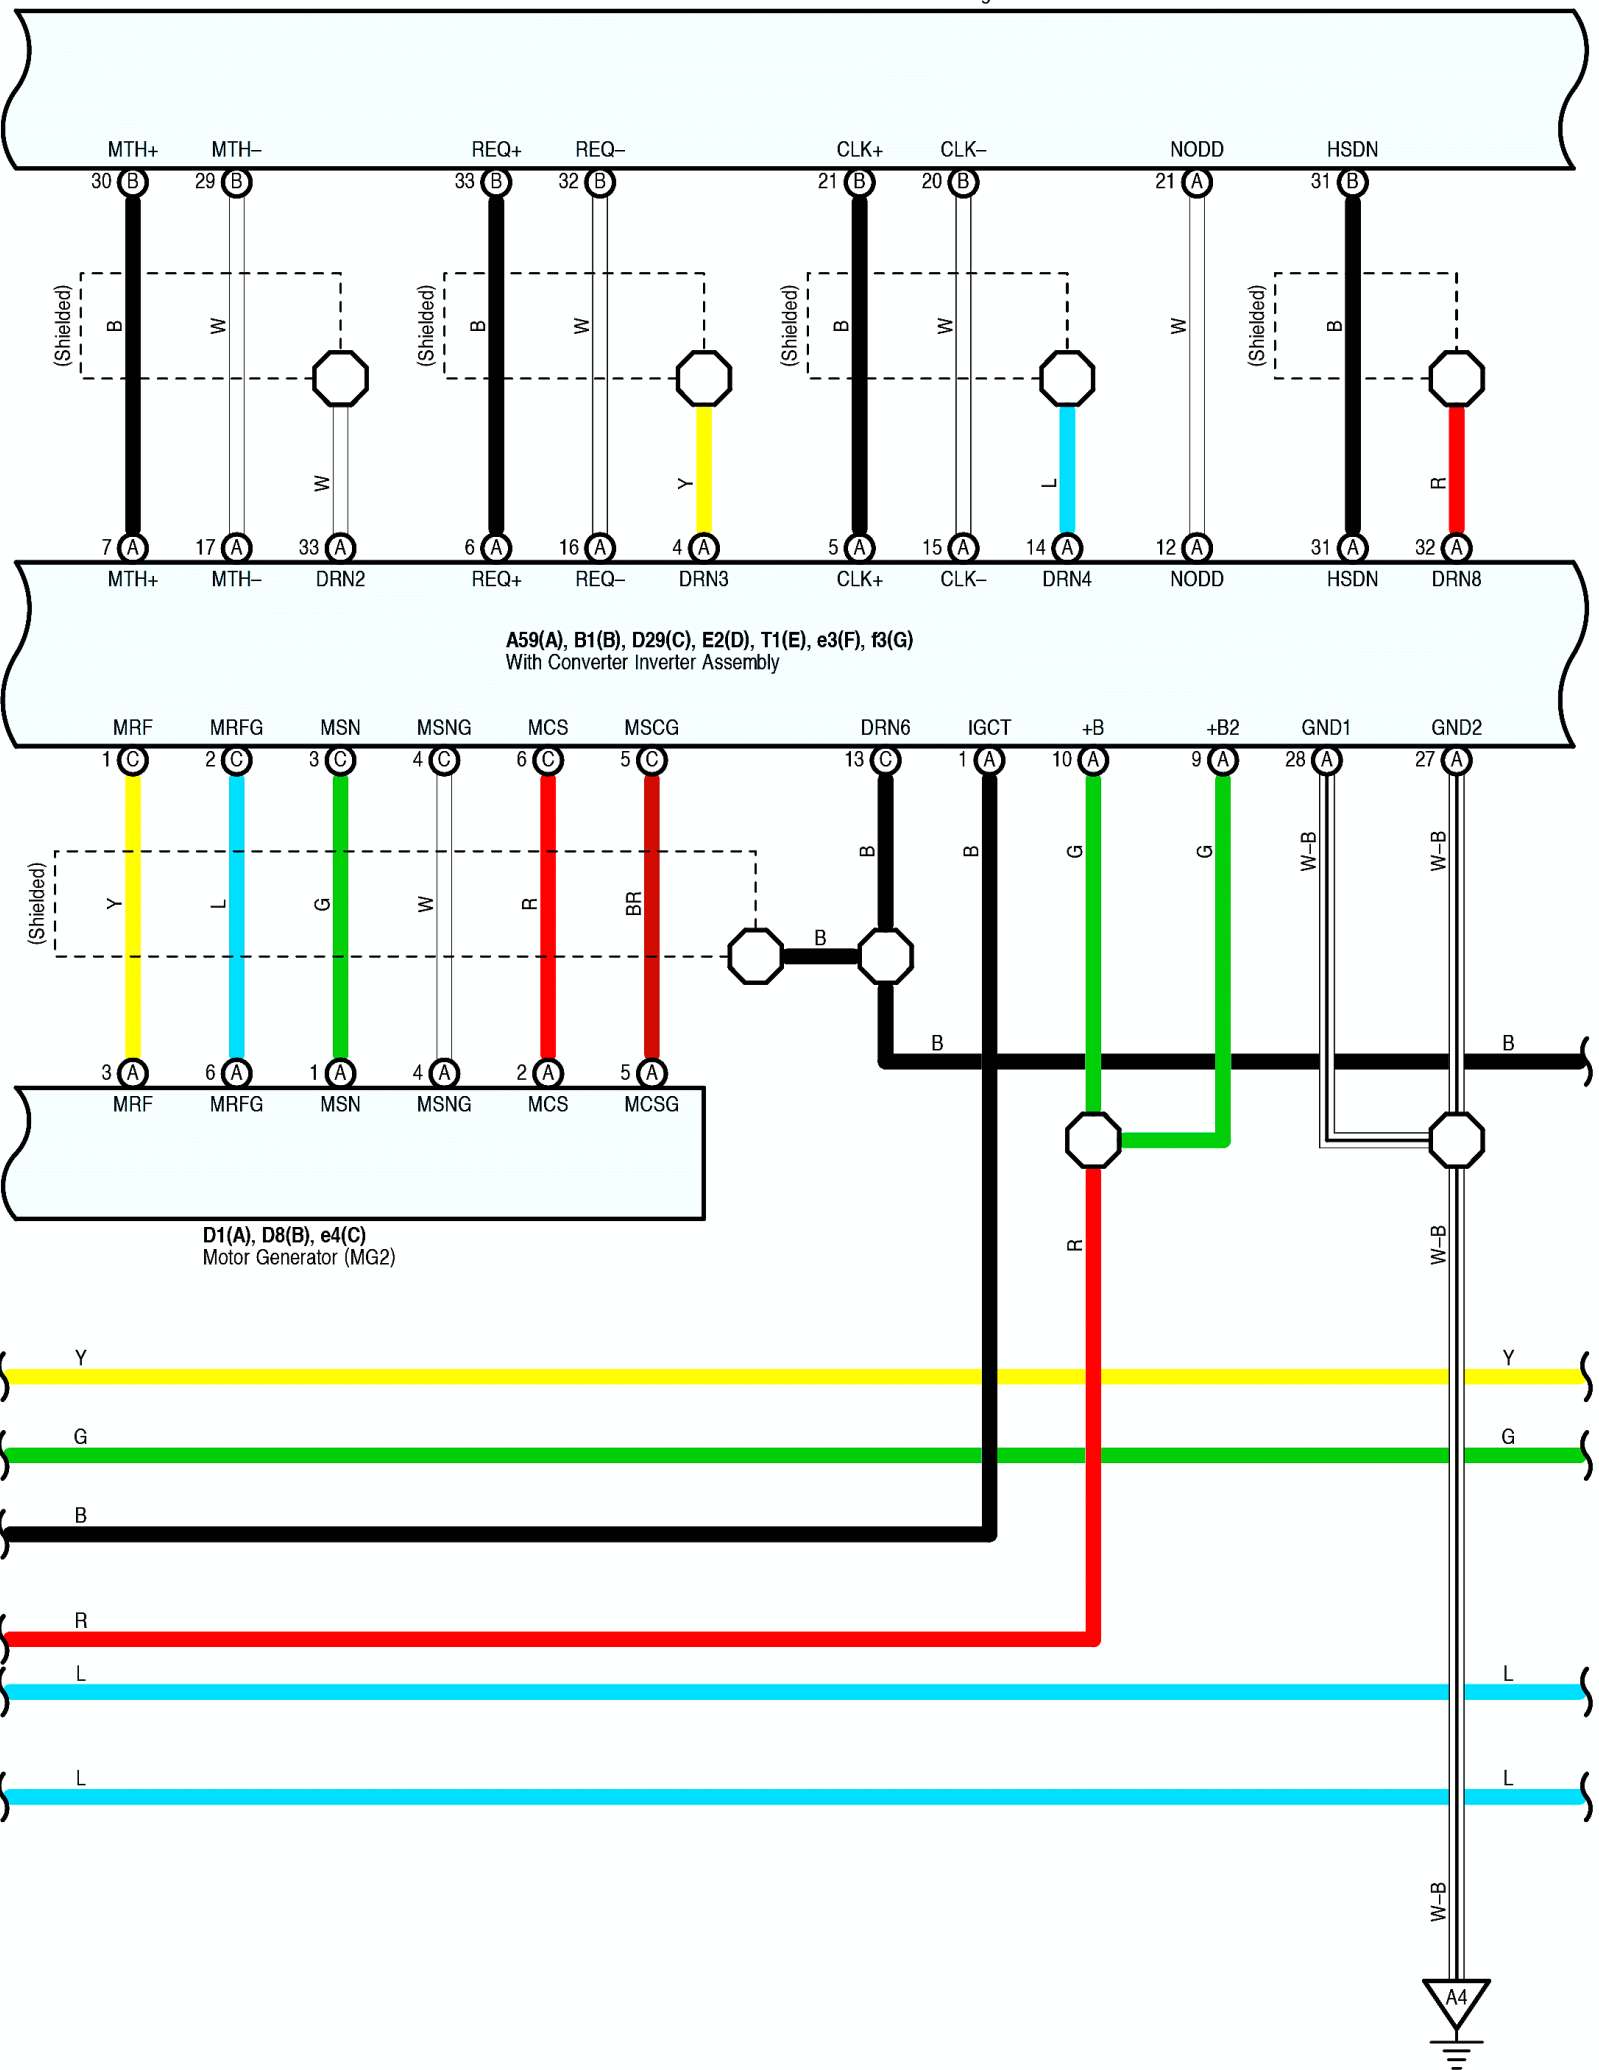 MTH+ MTH– REQ+ REQ– CLK+ CLK– NODD HSDN
30 B 29 B 33 B 32 B 21 B 20 B 21 A 31 B
(Shielded) B W (Shielded) B W (Shielded) B W W (Shielded) B
W Y L R
7 A 17 A 33 A 6 A 16 A 4 A 5 A 15 A 14 A 12 A 31 A 32 A
MTH+ MTH– DRN2 REQ+ REQ– DRN3 CLK+ CLK– DRN4 NODD HSDN DRN8
A59(A), B1(B), D29(C), E2(D), T1(E), e3(F), f3(G)
With Converter Inverter Assembly
MRF MRFG MSN MSNG MCS MSCG DRN6 IGCT +B +B2 GND1 GND2
1 C 2 C 3 C 4 C 6 C 5 C 13 C 1 A 10 A 9 A 28 A 27 A
B B G G W–B W–B
(Shielded) Y L G W R BR
B
B B
3 A 6 A 1 A 4 A 2 A 5 A
MRF MRFG MSN MSNG MCS MCSG
D1(A), D8(B), e4(C)
Motor Generator (MG2)
R W–B
Y Y
G G
B
R
L L
L L
W–B
A4